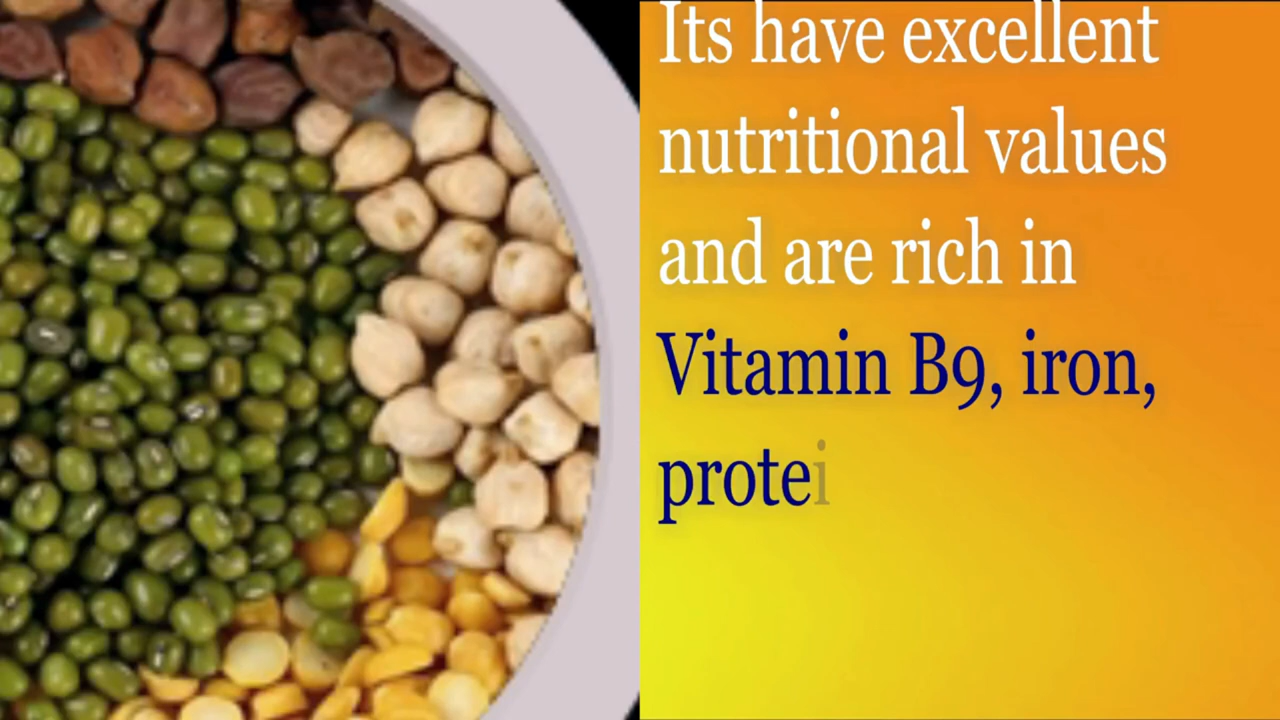 Its have excellent
nutritional values
and are rich in
Vitamin B9, iron,
protei